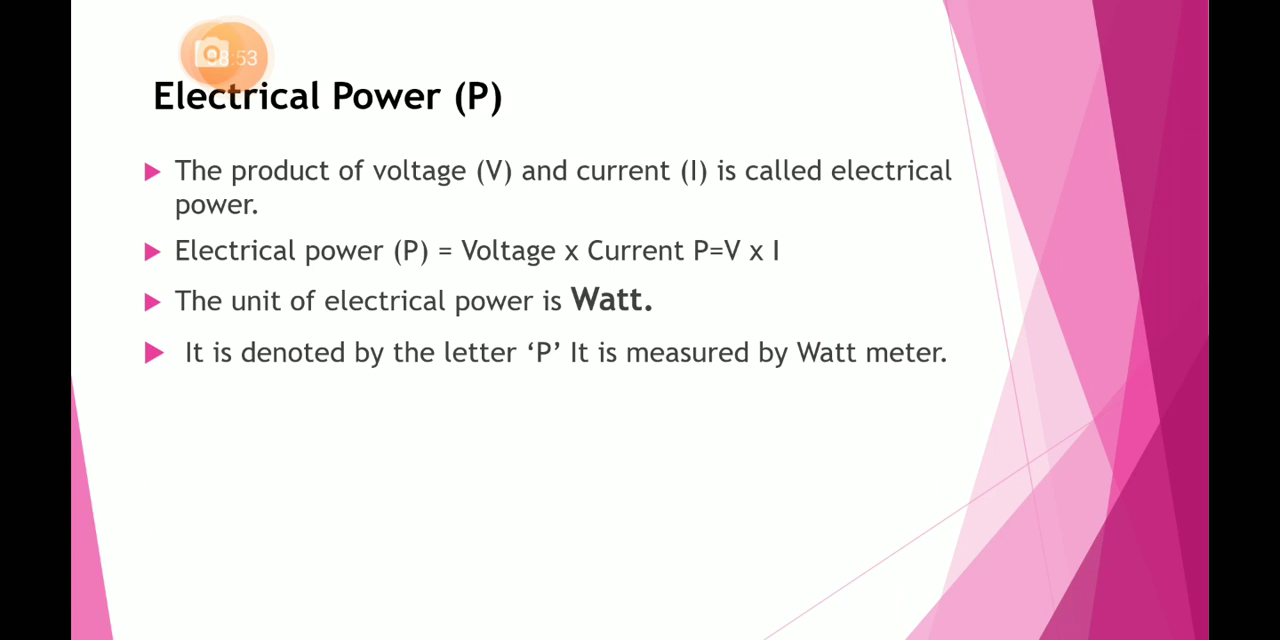 Electrical Power (P)
The product of voltage (V) and current (I) is called electrical
power.
Electrical power (P) = Voltage x Current P=V x I
The unit of electrical power is Watt.
It is denoted by the letter ‘P’ It is measured by Watt meter.